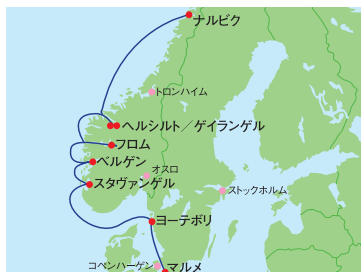 ナルビク
トロンハイム
ヘルシルト／ゲイランゲル
フロム
ベルゲン
オスロ
スタヴァンゲル
ストックホルム
ヨーテボリ
コペンハーゲン
マルメ